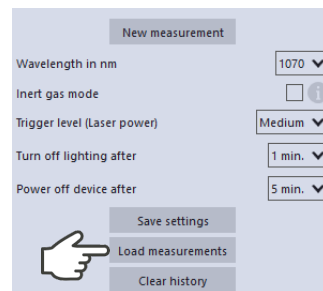 New measurement
Wavelength in nm 1070
Inert gas mode i
Trigger level (Laser power) Medium
Turn off lighting after 1 min.
Power off device after 5 min.
Save settings
Load measurements
Clear history